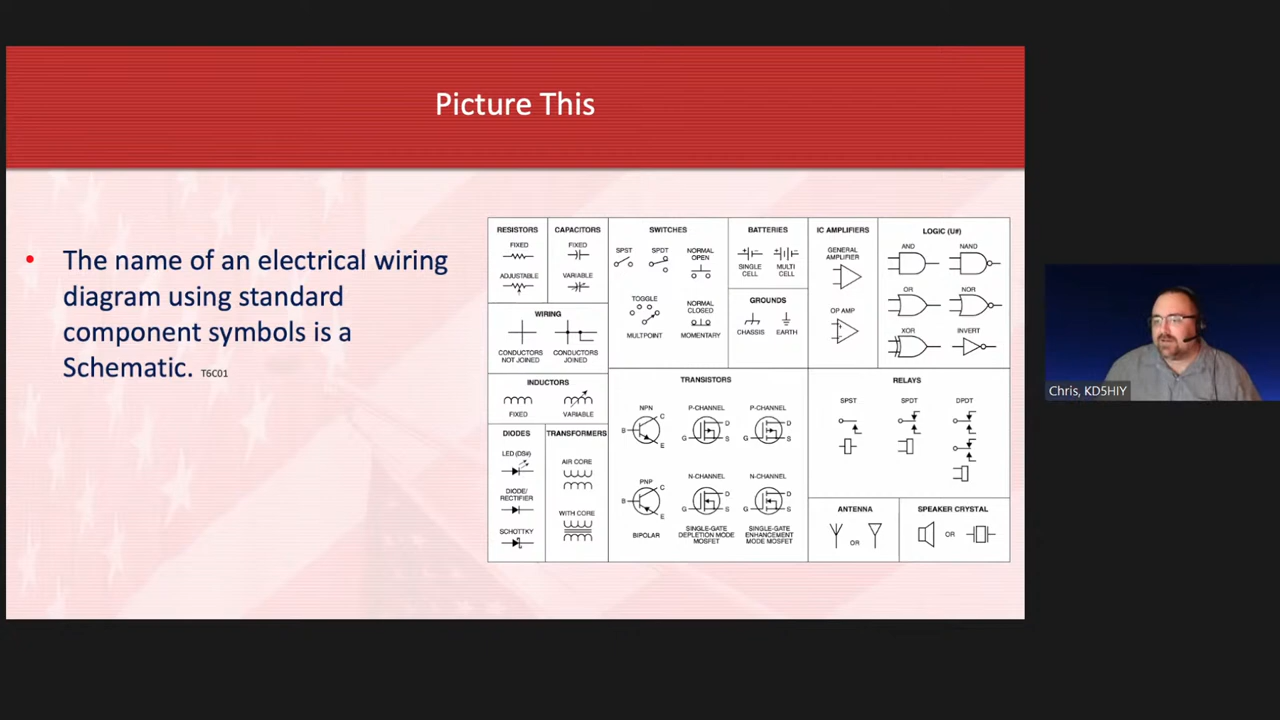 Picture This
• The name of an electrical wiring
diagram using standard
component symbols is a
Schematic. T6C01
RESISTORS
FIXED
ADJUSTABLE
CAPACITORS
FIXED
VARIABLE
WIRING
CONDUCTORS
NOT JOINED
CONDUCTORS
JOINED
INDUCTORS
FIXED
VARIABLE
DIODES
LED (DS#)
DIODE/
RECTIFIER
SCHOTTKY
TRANSFORMERS
AIR CORE
WITH CORE
SWITCHES
SPST
SPDT
NORMAL
OPEN
TOGGLE
MULTPOINT
NORMAL
CLOSED
MOMENTARY
BATTERIES
+ -
SINGLE
CELL
+ -
MULTI
CELL
GROUNDS
CHASSIS
EARTH
IC AMPLIFIERS
GENERAL
AMPLIFIER
OP AMP
+
-
LOGIC (U#)
AND
NAND
OR
NOR
XOR
INVERT
TRANSISTORS
NPN
B
C
E
P-CHANNEL
G
D
S
P-CHANNEL
G
D
S
PNP
B
C
E
BIPOLAR
N-CHANNEL
G
D
S
SINGLE-GATE
DEPLETION MODE
MOSFET
N-CHANNEL
G
D
S
SINGLE-GATE
ENHANCEMENT
MODE MOSFET
RELAYS
SPST
SPDT
DPDT
ANTENNA
OR
SPEAKER CRYSTAL
OR
Chris, KD5HIY